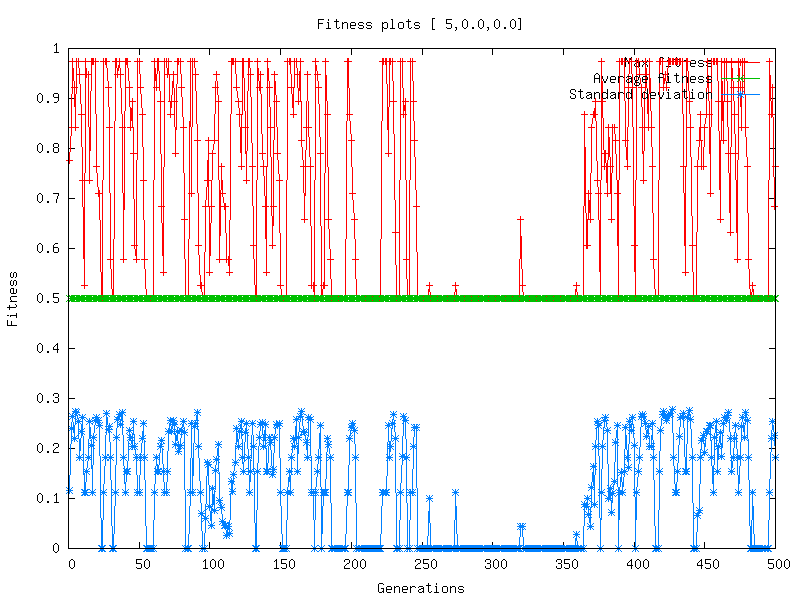 Fitness plots [ 5,0.0,0.0]
1
0.9
0.8
0.7
0.6
0.5
0.4
0.3
0.2
0.1
0
Fitness
Max fitness
Average fitness
Standard deviation
0 50 100 150 200 250 300 350 400 450 500
Generations